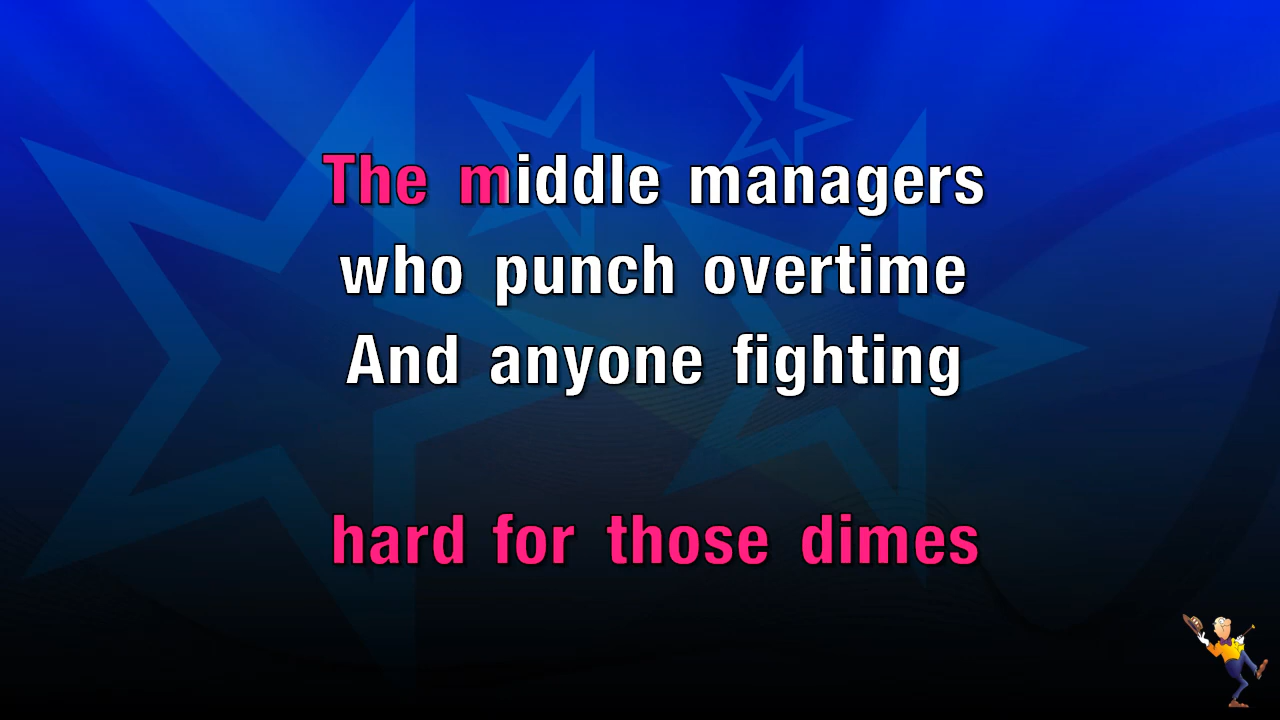 The middle managers
who punch overtime
And anyone fighting
hard for those dimes